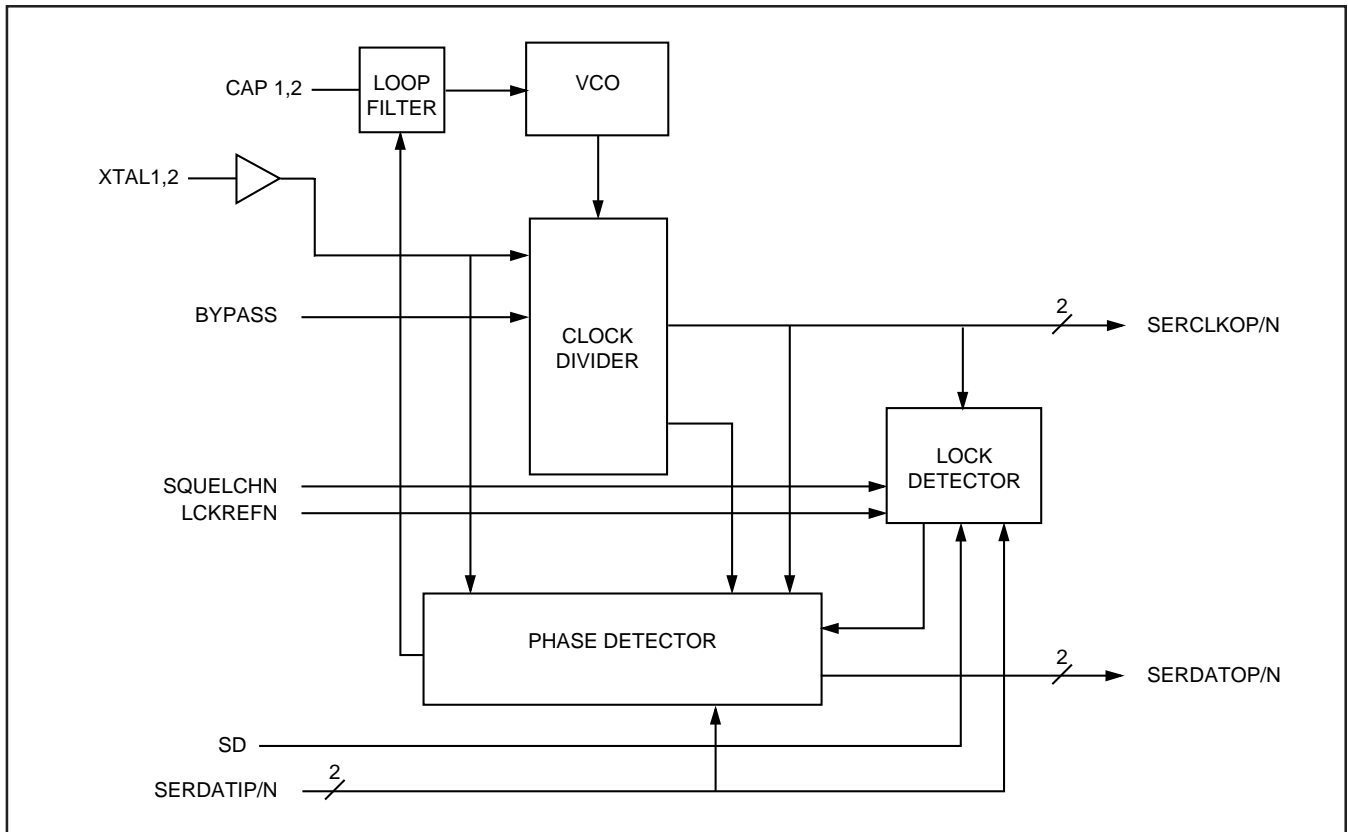 CAP 1,2
LOOP
FILTER
VCO
XTAL1,2
BYPASS
CLOCK
DIVIDER
2
SERCLKOP/N
LOCK
DETECTOR
SQUELCHN
LCKREFN
PHASE DETECTOR
2
SERDATOP/N
SD
2
SERDATIP/N